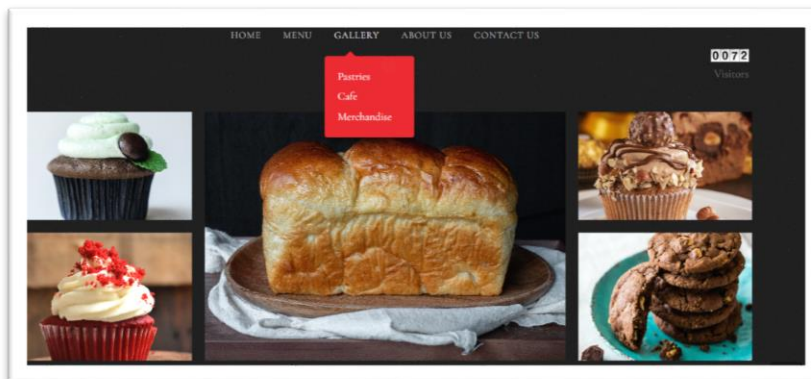 HOME MENU GALLERY ABOUT US CONTACT US
0072
Visitors
Pastries
Cafe
Merchandise